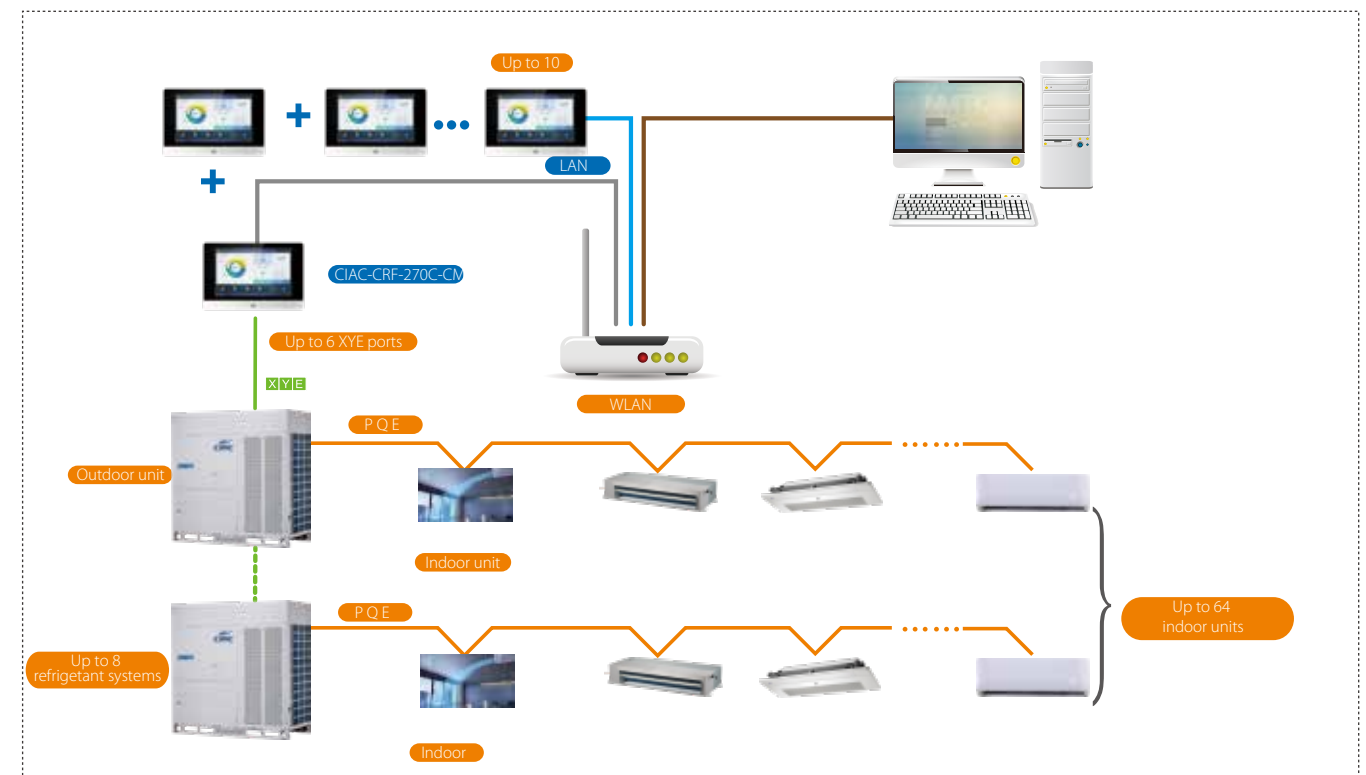 Up to 10
LAN
CIAC-CRF-270C-CM
Up to 6 XYE ports
X Y E
WLAN
P Q E
Outdoor unit
Indoor unit
P Q E
Up to 64
indoor units
Up to 8
refrigetant systems
Indoor